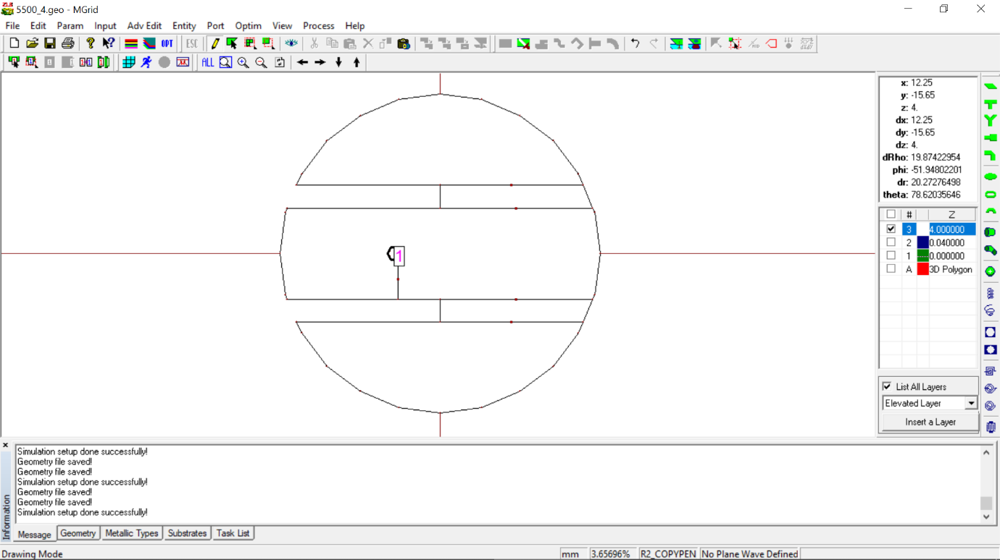 5500_4.geo - MGrid
File Edit Param Input Adv Edit Entity Port Optim View Process Help
OPT ESC
ALL
x: 12.25
y: -15.65
z: 4.
dx: 12.25
dy: -15.65
dz: 4.
dRho: 19.87422954
phi: -51.94802201
dr: 20.27276498
theta: 78.62035646
# Z
3 4.000000
2 0.040000
1 0.000000
A 3D Polygon
1
List All Layers
Elevated Layer
Insert a Layer
Simulation setup done successfully!
Geometry file saved!
Geometry file saved!
Simulation setup done successfully!
Geometry file saved!
Geometry file saved!
Simulation setup done successfully!
Information
Message Geometry Metallic Types Substrates Task List
Drawing Mode mm 3.65696% R2_COPYPEN No Plane Wave Defined